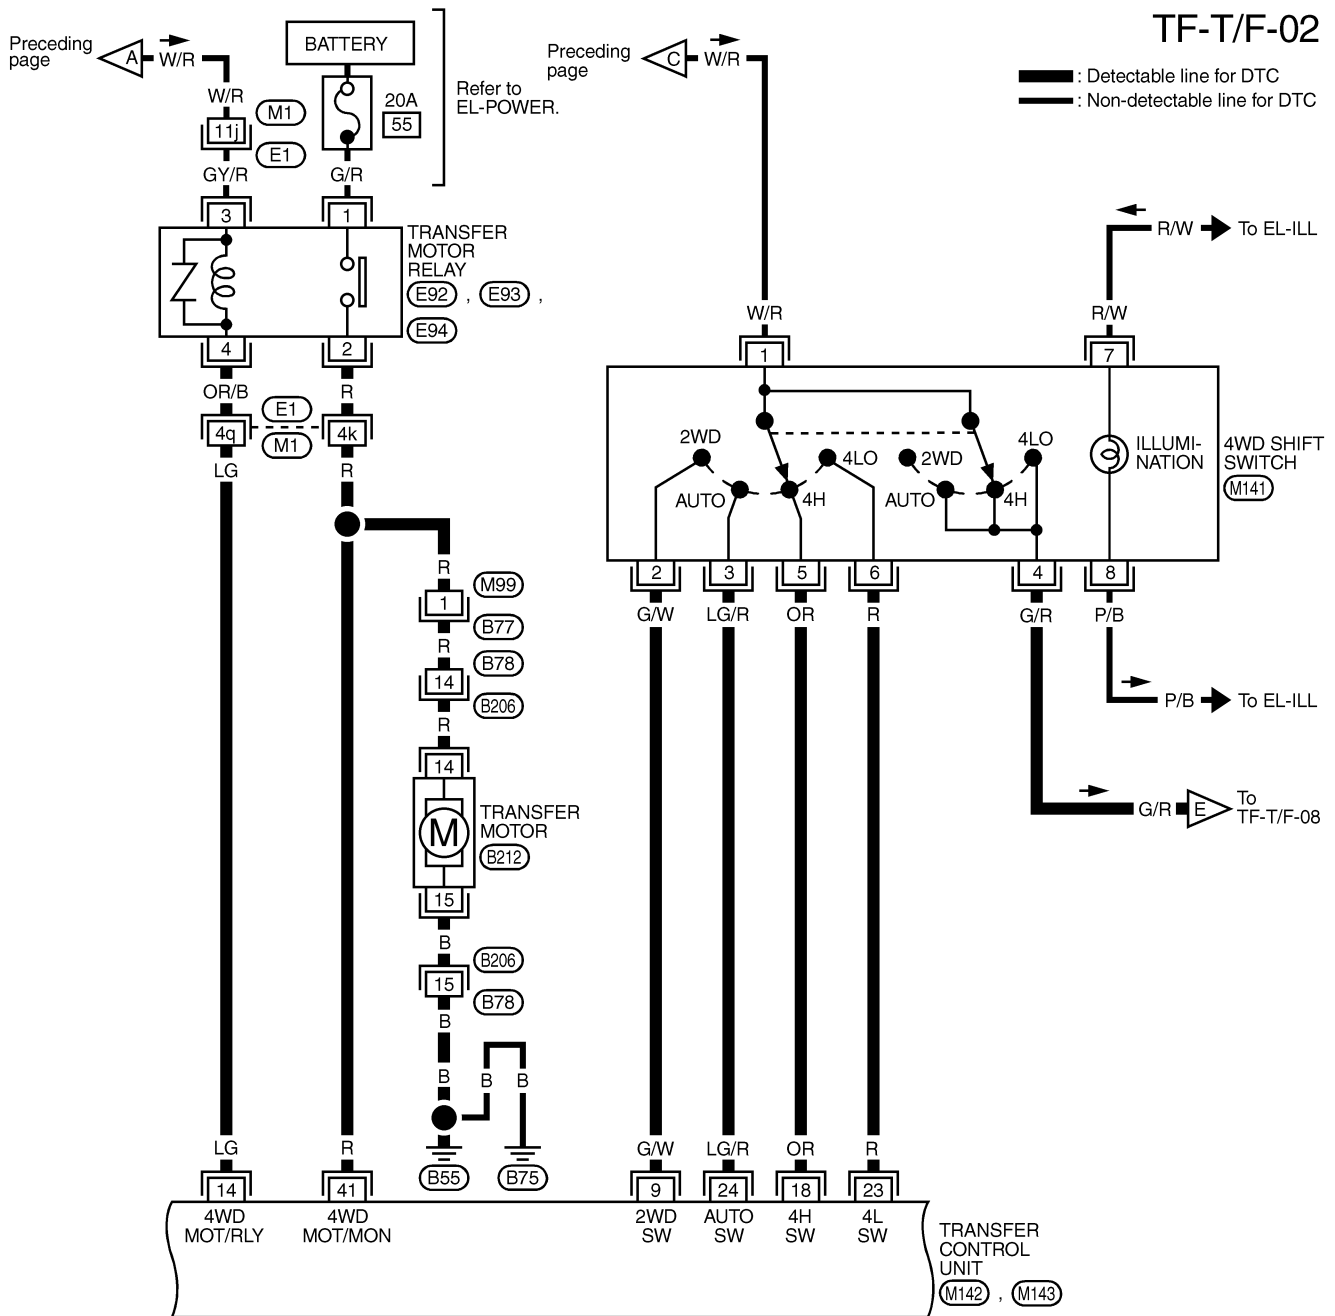 TF-T/F-02
Preceding
page
A
W/R
W/R
11j
M1
E1
GY/R
BATTERY
20A
55
G/R
Refer to
EL-POWER.
Preceding
page
C
W/R
: Detectable line for DTC
: Non-detectable line for DTC
3
1
TRANSFER
MOTOR
RELAY
E92 , E93 ,
E94
4
2
OR/B
R
E1
4q
4k
M1
LG
R
R/W
To EL-ILL
W/R
R/W
1
7
2WD
4LO
AUTO
4H
2WD
4LO
AUTO
4H
ILLUMI-
NATION
4WD SHIFT
SWITCH
M141
2
3
5
6
4
8
G/W
LG/R
OR
R
G/R
P/B
P/B
To EL-ILL
G/R
E
To
TF-T/F-08
R
1
M99
B77
R
B78
14
B206
R
14
M
TRANSFER
MOTOR
B212
15
B
B206
15
B78
B
B
B
B
B55
B75
LG
R
G/W
LG/R
OR
R
14
41
9
24
18
23
4WD
MOT/RLY
4WD
MOT/MON
2WD
SW
AUTO
SW
4H
SW
4L
SW
TRANSFER
CONTROL
UNIT
M142 , M143